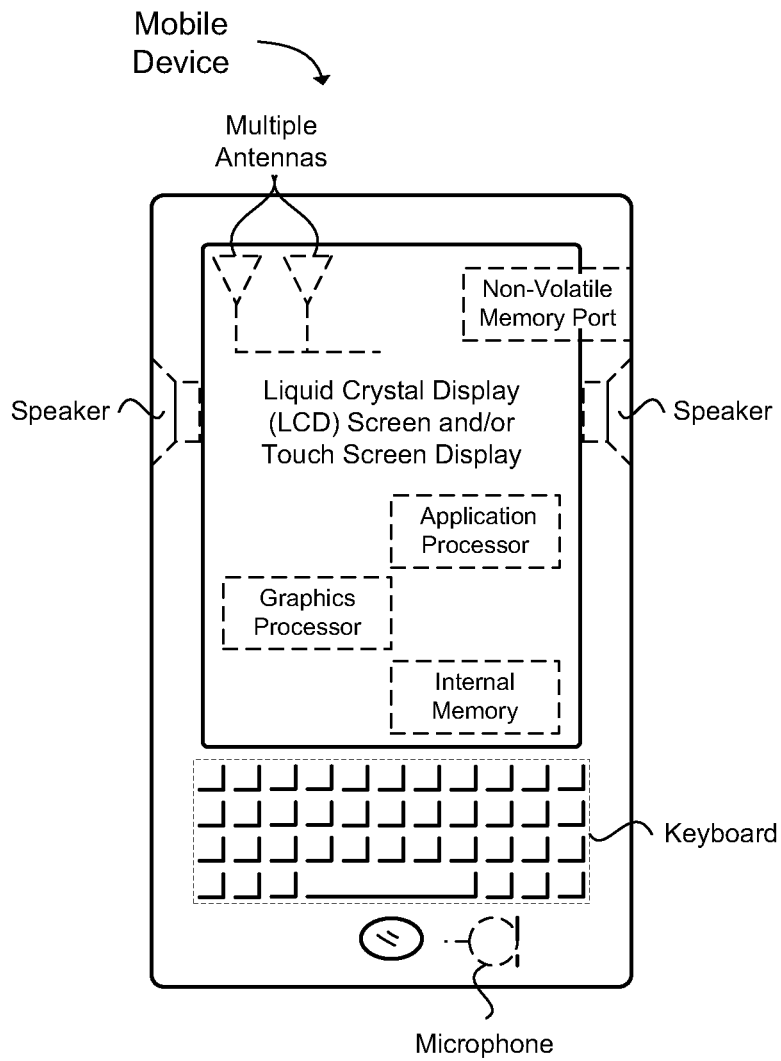 Mobile
Device
Multiple
Antennas
Non-Volatile
Memory Port
Speaker
Liquid Crystal Display
(LCD) Screen and/or
Touch Screen Display
Speaker
Application
Processor
Graphics
Processor
Internal
Memory
Keyboard
Microphone